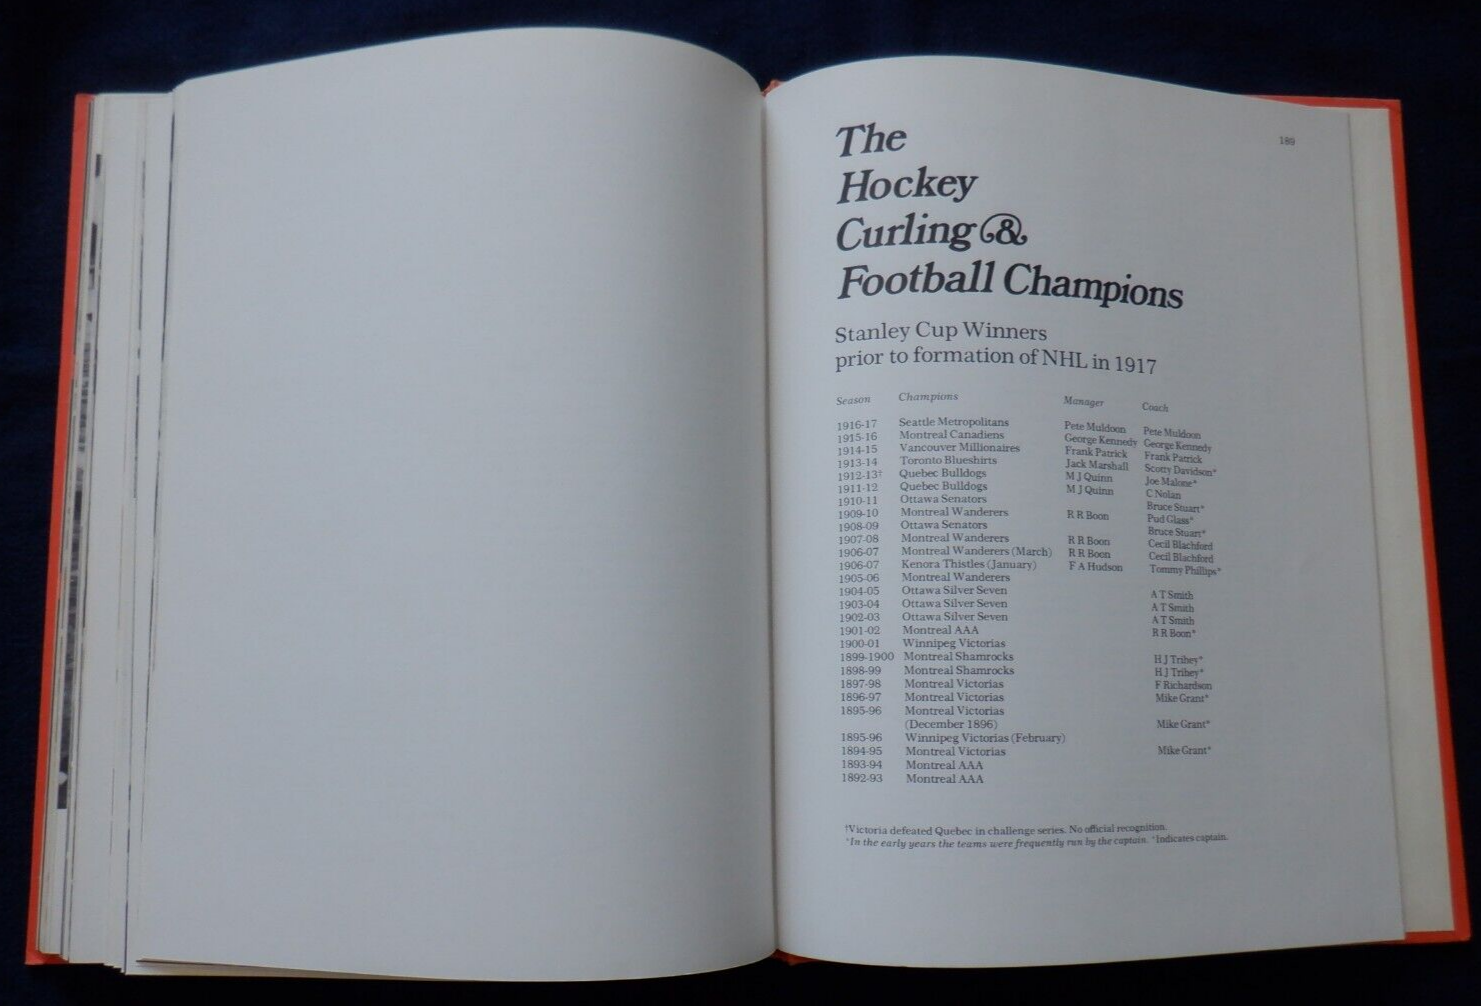 189
The
Hockey
Curling &
Football Champions
Stanley Cup Winners
prior to formation of NHL in 1917
Season Champions Manager Coach
1916-17 Seattle Metropolitans Pete Muldoon Pete Muldoon
1915-16 Montreal Canadiens George Kennedy George Kennedy
1914-15 Vancouver Millionaires Frank Patrick Frank Patrick
1913-14 Toronto Blueshirts Jack Marshall Scotty Davidson*
1912-13† Quebec Bulldogs M J Quinn Joe Malone*
1911-12 Quebec Bulldogs M J Quinn C Nolan
1910-11 Ottawa Senators Bruce Stuart*
1909-10 Montreal Wanderers R R Boon Pud Glass*
1908-09 Ottawa Senators Bruce Stuart*
1907-08 Montreal Wanderers R R Boon Cecil Blachford
1906-07 Montreal Wanderers (March) R R Boon Cecil Blachford
1906-07 Kenora Thistles (January) F A Hudson Tommy Phillips*
1905-06 Montreal Wanderers
1904-05 Ottawa Silver Seven A T Smith
1903-04 Ottawa Silver Seven A T Smith
1902-03 Ottawa Silver Seven A T Smith
1901-02 Montreal AAA R R Boon*
1900-01 Winnipeg Victorias
1899-1900 Montreal Shamrocks H J Trihey*
1898-99 Montreal Shamrocks H J Trihey*
1897-98 Montreal Victorias F Richardson
1896-97 Montreal Victorias Mike Grant*
1895-96 Montreal Victorias
(December 1896) Mike Grant*
1895-96 Winnipeg Victorias (February)
1894-95 Montreal Victorias Mike Grant*
1893-94 Montreal AAA
1892-93 Montreal AAA
†Victoria defeated Quebec in challenge series. No official recognition.
*In the early years the teams were frequently run by the captain. *Indicates captain.